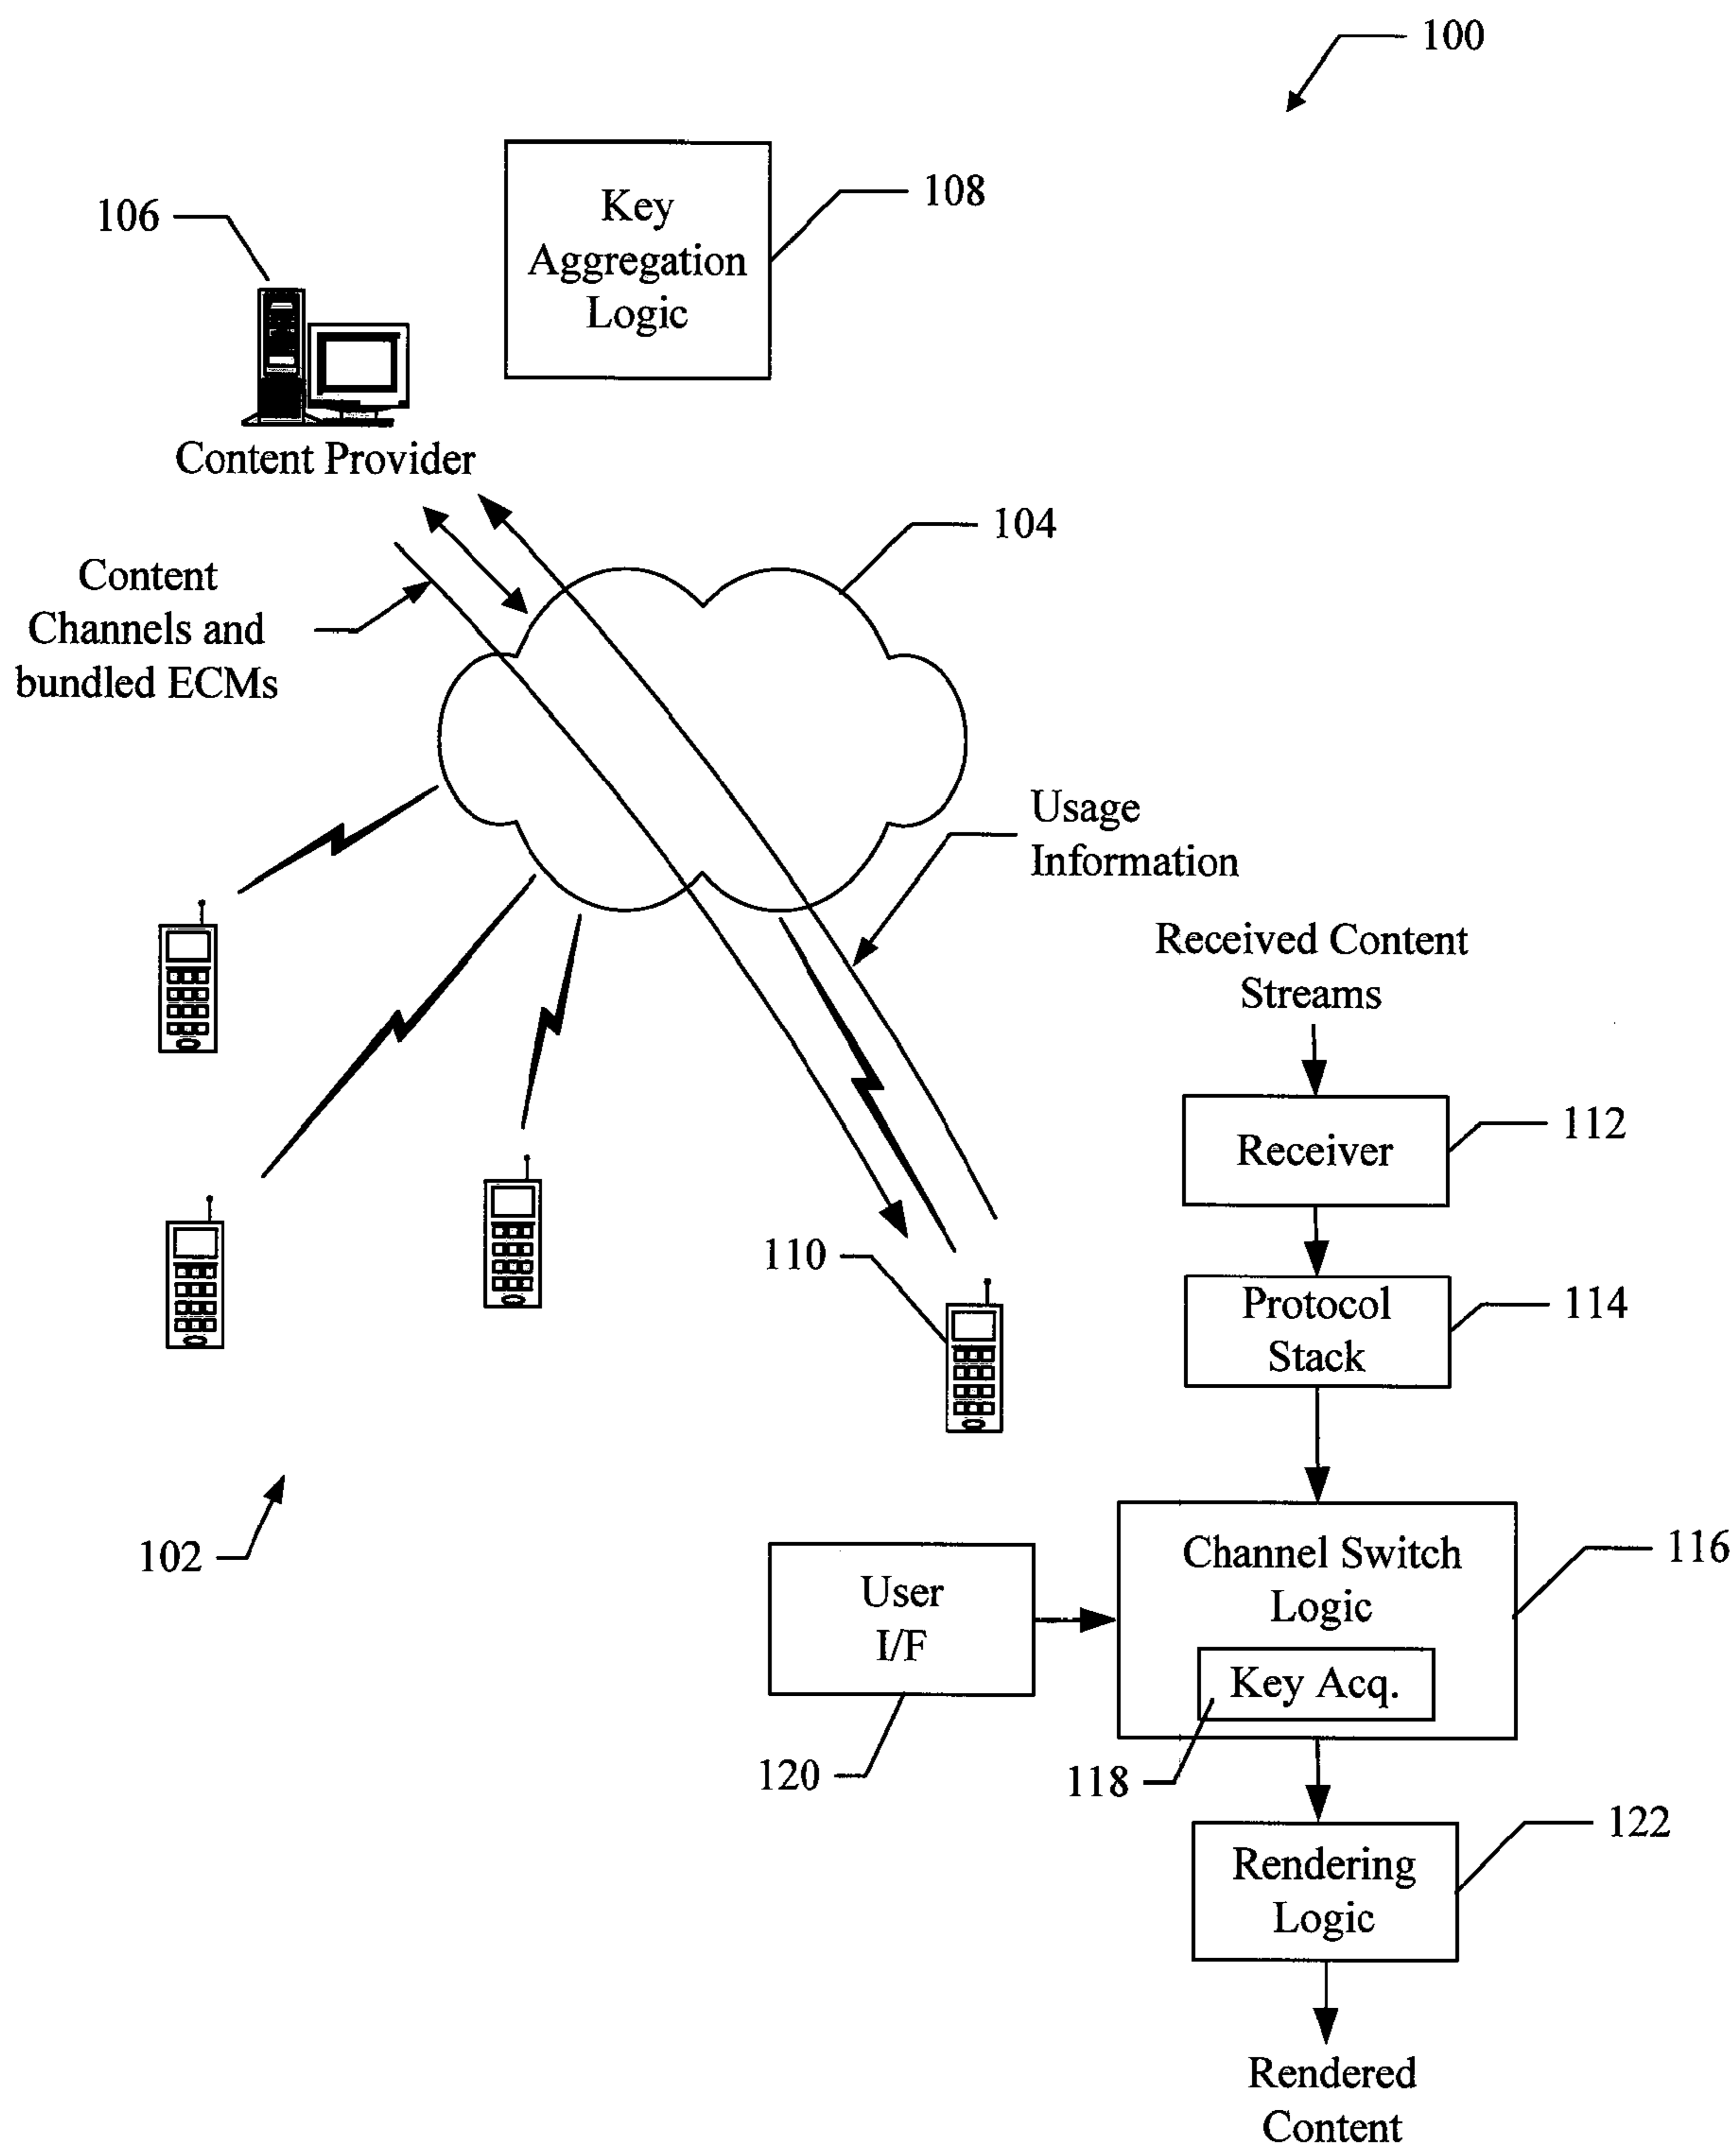 100
106
Key
Aggregation
Logic
108
Content Provider
104
Content
Channels and
bundled ECMs
Usage
Information
Received Content
Streams
Receiver
112
110
Protocol
Stack
114
102
User
I/F
120
Channel Switch
Logic
116
Key Acq.
118
Rendering
Logic
122
Rendered
Content